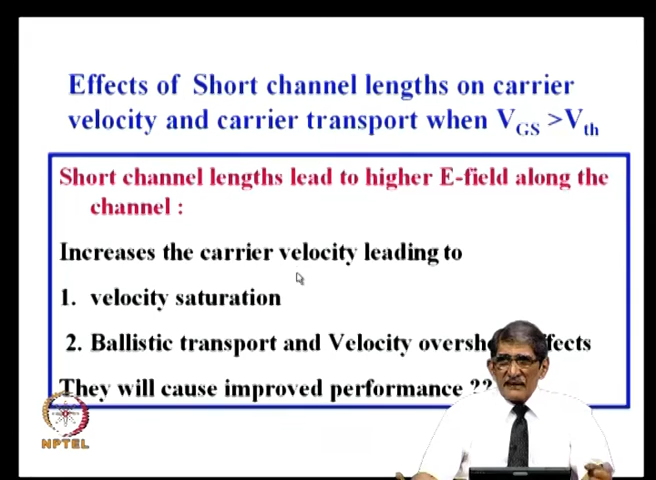 Effects of Short channel lengths on carrier
velocity and carrier transport when VGS >Vth
Short channel lengths lead to higher E-field along the
channel :
Increases the carrier velocity leading to
1. velocity saturation
2. Ballistic transport and Velocity
They will cause improved performance ??
NPTEL